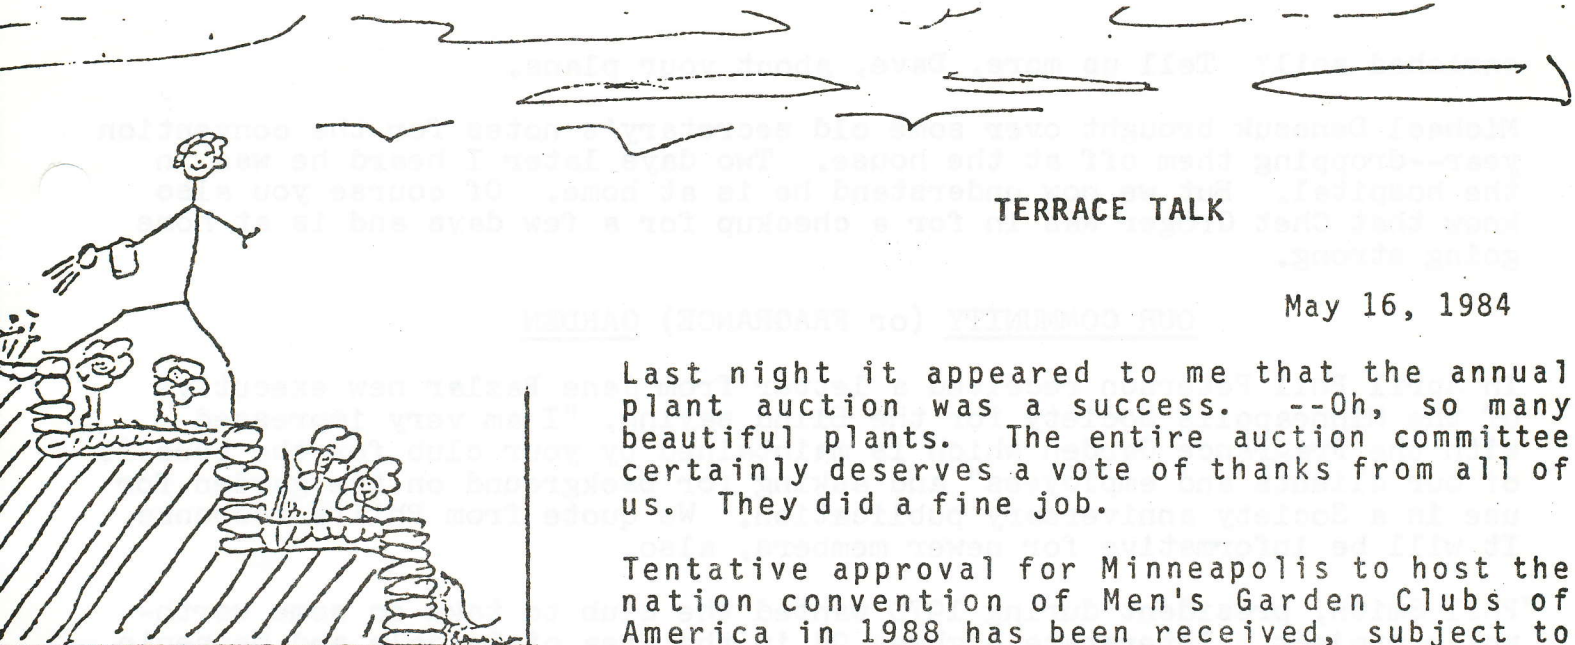 TERRACE TALK
May 16, 1984
Last night it appeared to me that the annual
plant auction was a success. -- Oh, so many
beautiful plants. The entire auction committee
certainly deserves a vote of thanks from all of
us. They did a fine job.
Tentative approval for Minneapolis to host the
nation convention of Men's Garden Clubs of
America in 1988 has been received, subject to